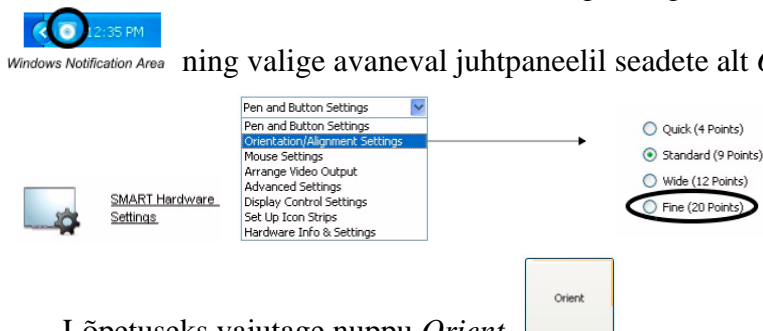 12:35 PM
Windows Notification Area ning valige avaneval juhtpaneelil seadete alt
Pen and Button Settings
Pen and Button Settings
Orientation/Alignment Settings
Mouse Settings
Arrange Video Output
Advanced Settings
Display Control Settings
Set Up Icon Strips
Hardware Info & Settings
SMART Hardware
Settings
Quick (4 Points)
Standard (9 Points)
Wide (12 Points)
Fine (20 Points)
Orient
Lõpetuseks vajutage nuppu Orient